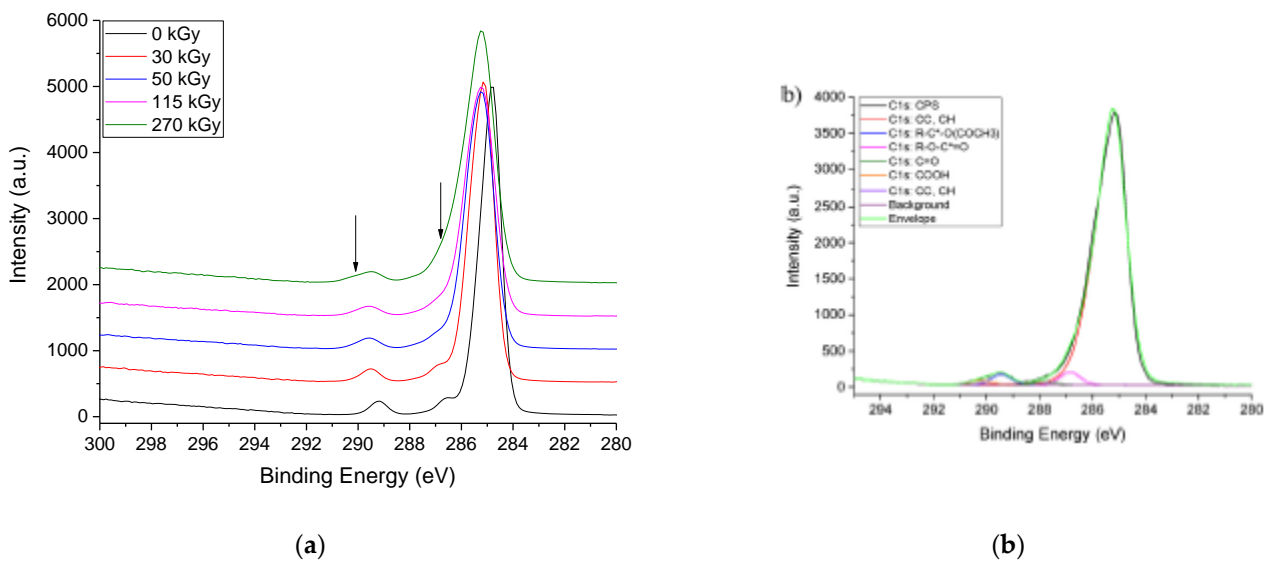 6000
5000
4000
3000
2000
1000
0
Intensity (a.u.)
0 kGy
30 kGy
50 kGy
115 kGy
270 kGy
300 298 296 294 292 290 288 286 284 282 280
Binding Energy (eV)
(a)
b)
4000
3500
3000
2500
2000
1500
1000
500
0
Intensity (a.u.)
C1s: CPS
C1s: CC, CH
C1s: R-C*-O(COCH3)
C1s: R-O-C*=O
C1s: C=O
C1s: COOH
C1s: CC, CH
Background
Envelope
294 292 290 288 286 284 282 280
Binding Energy (eV)
(b)